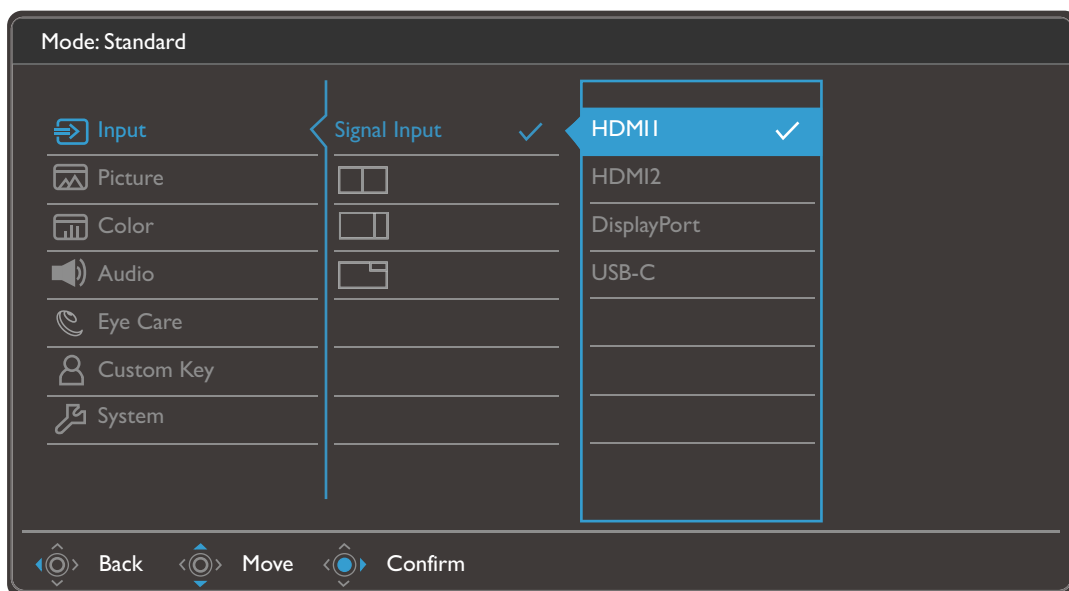 Mode: Standard
Input
Picture
Color
Audio
Eye Care
Custom Key
System
Signal Input
HDMI1
HDMI2
DisplayPort
USB-C
Back Move Confirm